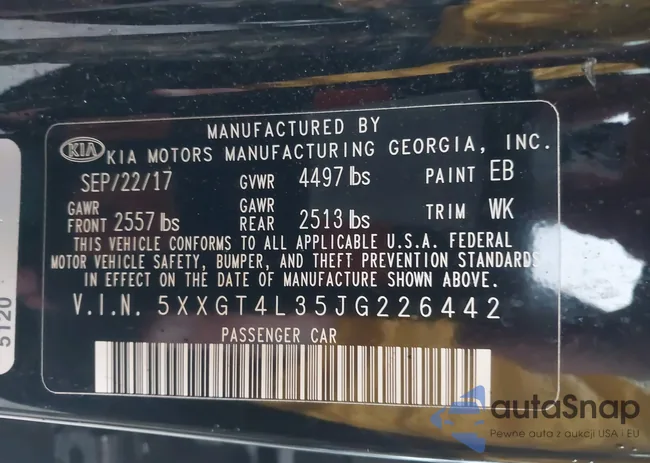 MANUFACTURED BY
KIA KIA MOTORS MANUFACTURING GEORGIA, INC.
SEP/22/17 GVWR 4497 lbs PAINT EB
GAWR FRONT 2557 lbs GAWR REAR 2513 lbs TRIM WK
THIS VEHICLE CONFORMS TO ALL APPLICABLE U.S.A. FEDERAL
MOTOR VEHICLE SAFETY, BUMPER, AND THEFT PREVENTION STANDARDS
IN EFFECT ON THE DATE OF MANUFACTURE SHOWN ABOVE.
V.I.N. 5XXGT4L35JG226442
PASSENGER CAR
5120
autaSnap
Pewne auta z aukcji USA i EU